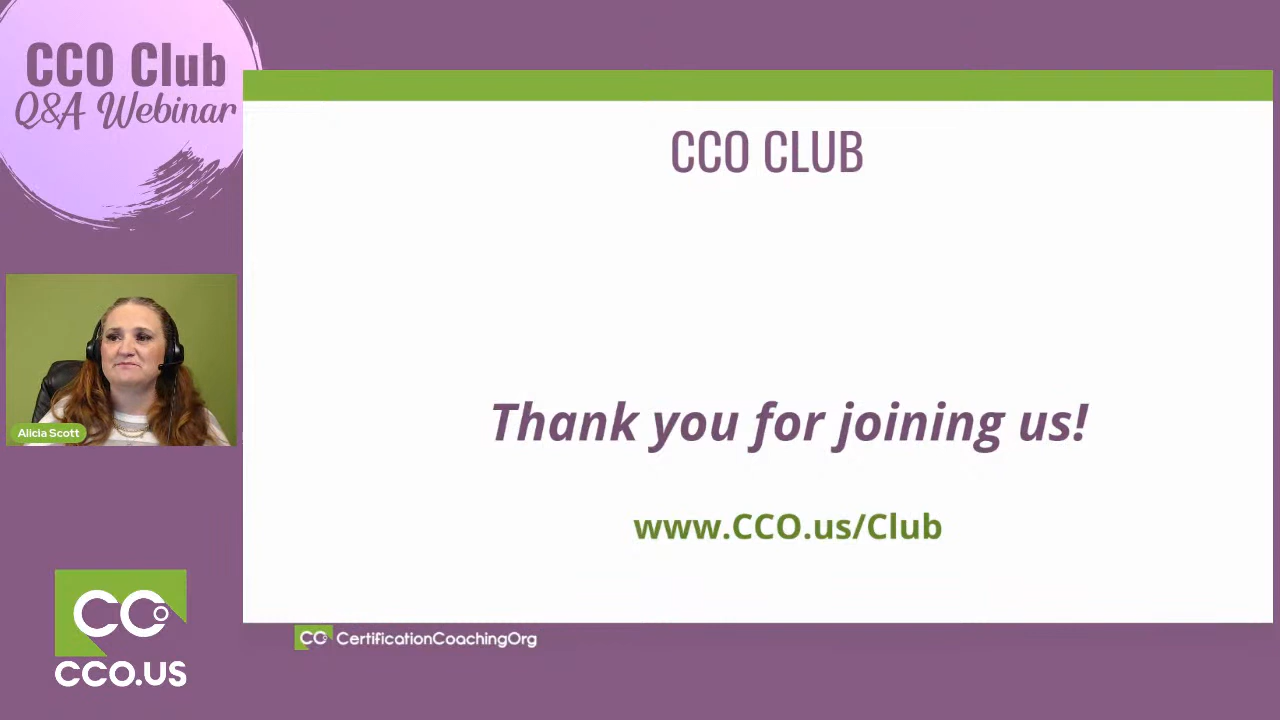 CCO Club
Q&A Webinar
CCO CLUB
Thank you for joining us!
www.CCO.us/Club
Alicia Scott
CCO
CCO.US
CCO CertificationCoachingOrg